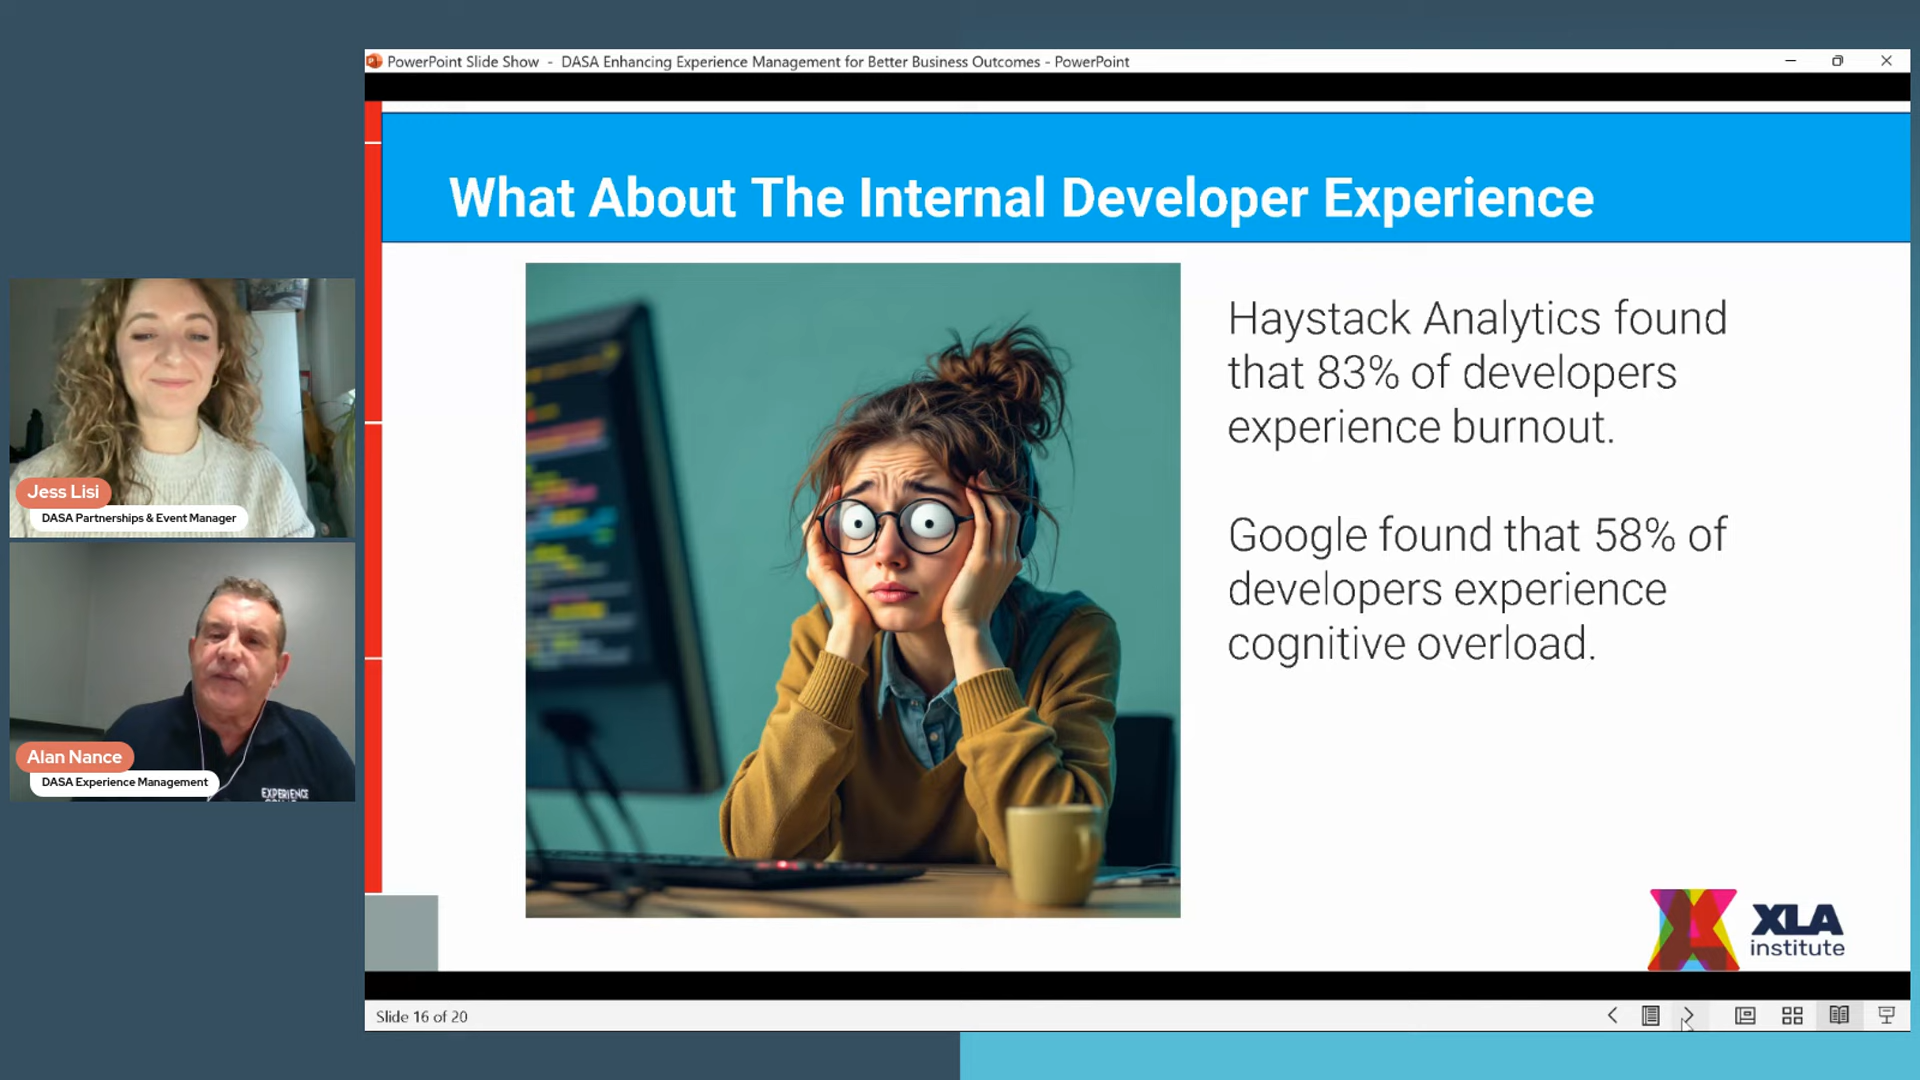 PowerPoint Slide Show - DASA Enhancing Experience Management for Better Business Outcomes - PowerPoint
What About The Internal Developer Experience
Haystack Analytics found
that 83% of developers
experience burnout.
Google found that 58% of
developers experience
cognitive overload.
Jess Lisi
DASA Partnerships & Event Manager
Alan Nance
DASA Experience Management
EXPERIENCE
XLA
institute
Slide 16 of 20